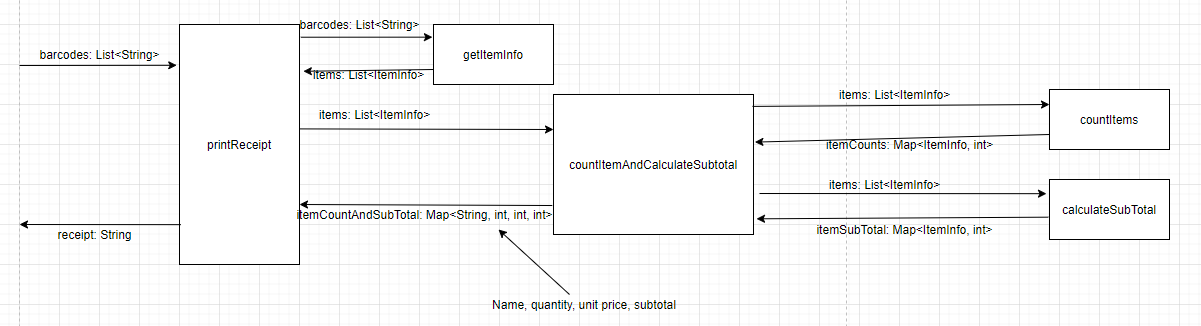 barcodes: List<String>
barcodes: List<String>
getItemInfo
items: List<ItemInfo>
items: List<ItemInfo>
printReceipt
countItemAndCalculateSubtotal
items: List<ItemInfo>
countItems
itemCounts: Map<ItemInfo, int>
items: List<ItemInfo>
calculateSubTotal
itemSubTotal: Map<ItemInfo, int>
itemCountAndSubTotal: Map<String, int, int, int>
receipt: String
Name, quantity, unit price, subtotal